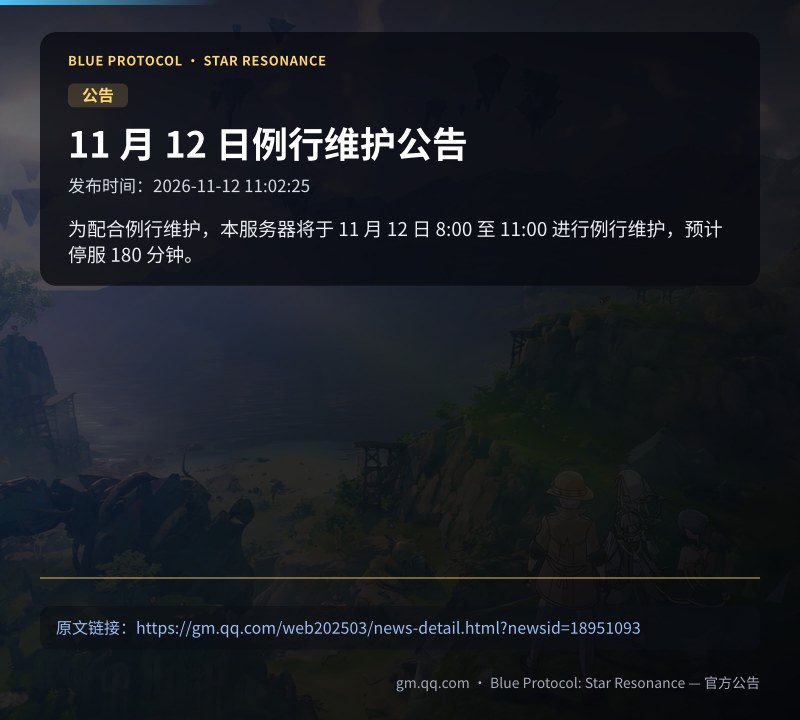 BLUE PROTOCOL · STAR RESONANCE
公告
11 月 12 日例行维护公告
发布时间：2026-11-12 11:02:25
为配合例行维护，本服务器将于 11 月 12 日 8:00 至 11:00 进行例行维护，预计
停服 180 分钟。
原文链接：https://gm.qq.com/web202503/news-detail.html?newsid=18951093
gm.qq.com · Blue Protocol: Star Resonance — 官方公告